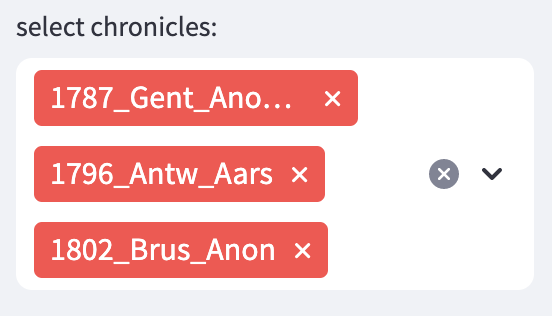 select chronicles:
1787_Gent_Ano...
1796_Antw_Aars
1802_Brus_Anon